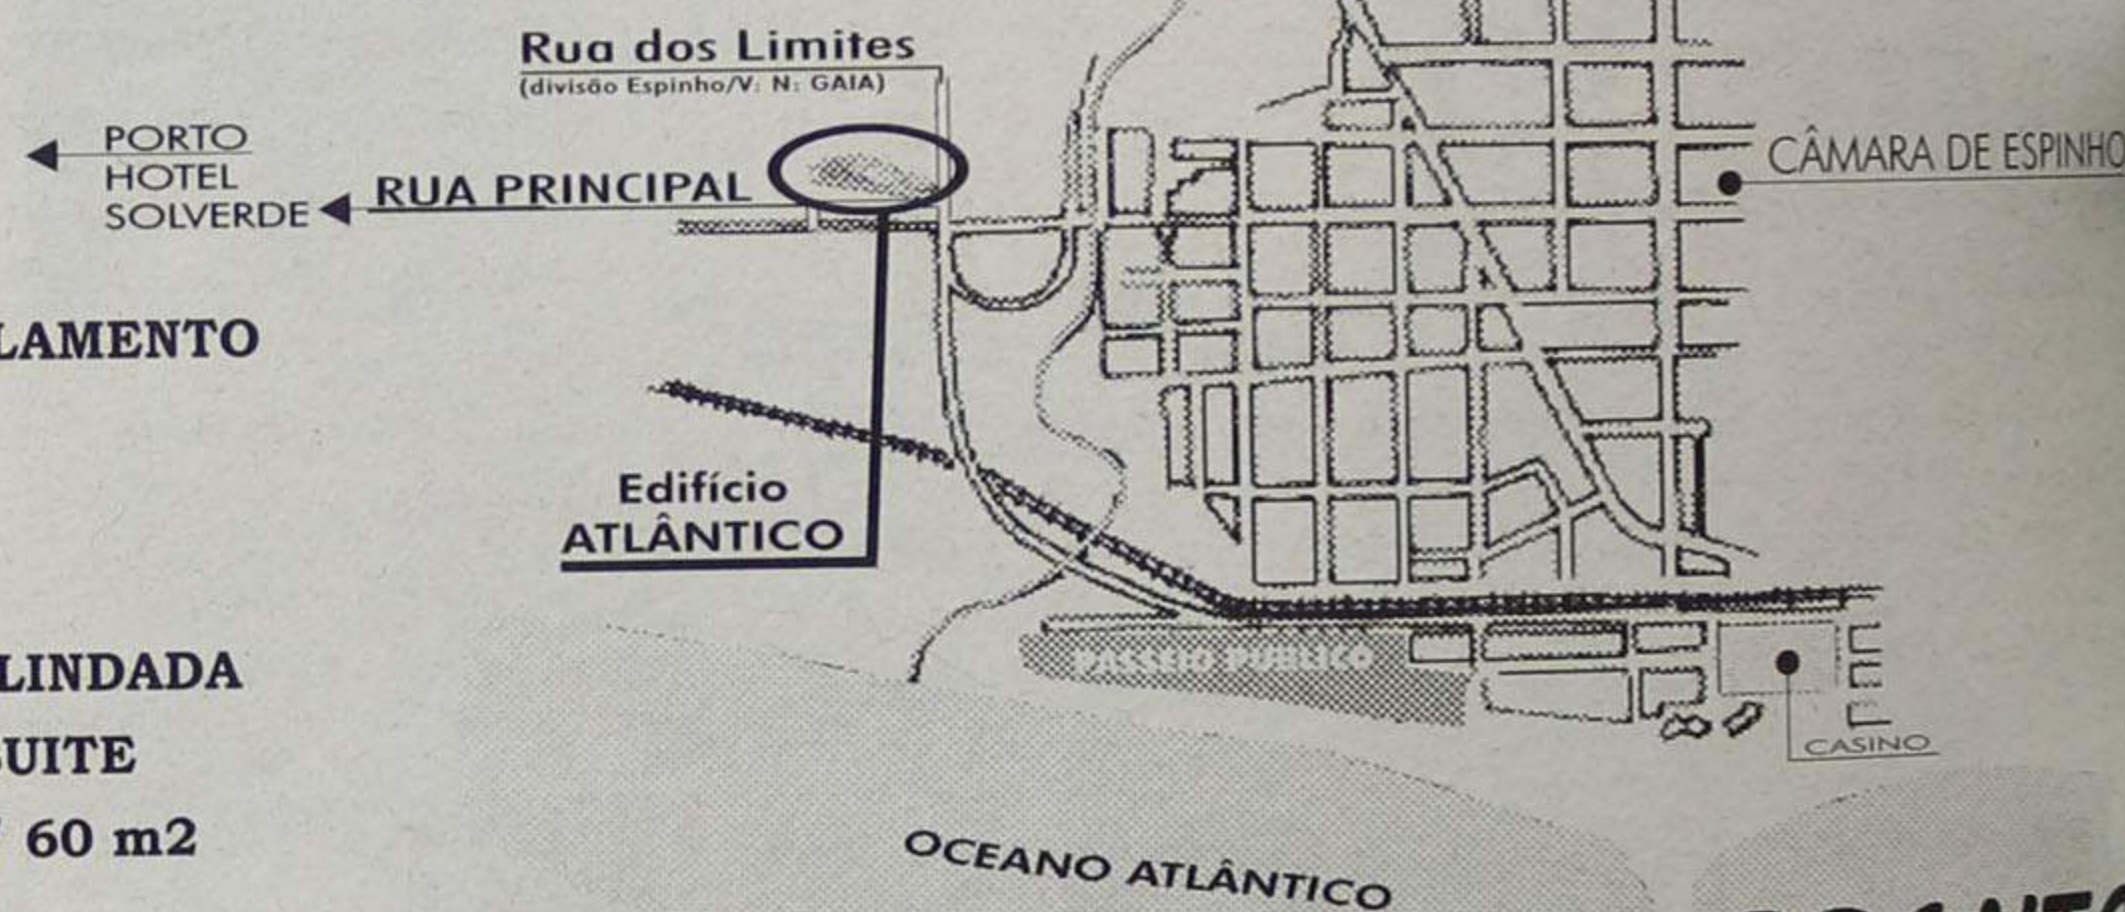 Rua dos Limites
(divisão Espinho/V: N: GAIA)
PORTO
HOTEL
SOLVERDE
RUA PRINCIPAL
CÂMARA DE ESPINHO
LAMENTO
Edifício
ATLÂNTICO
LINDADA
PASSEIO PÚBLICO
UITE
CASINO
60 m2
OCEANO ATLÂNTICO